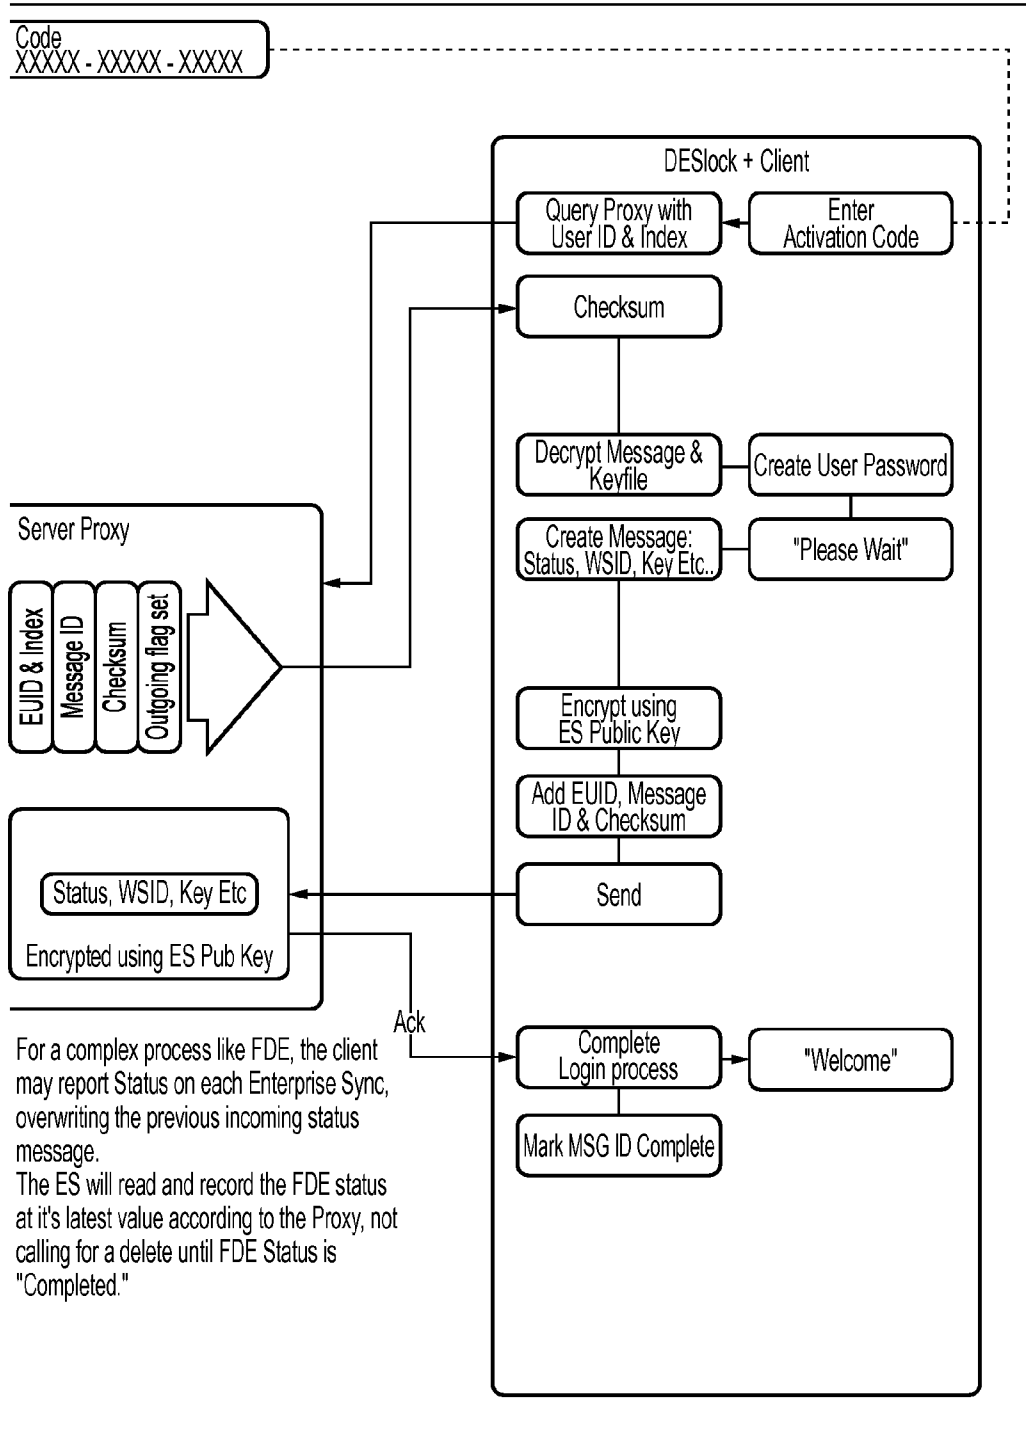 Code
XXXXX - XXXXX - XXXXX
DESlock + Client
Query Proxy with
User ID & Index
Enter
Activation Code
Checksum
Decrypt Message &
Keyfile
Create User Password
Server Proxy
Create Message:
Status, WSID, Key Etc..
"Please Wait"
EUID & Index
Message ID
Checksum
Outgoing flag set
Encrypt using
ES Public Key
Add EUID, Message
ID & Checksum
Status, WSID, Key Etc
Send
Encrypted using ES Pub Key
Ack
Complete
Login process
"Welcome"
Mark MSG ID Complete
For a complex process like FDE, the client
may report Status on each Enterprise Sync,
overwriting the previous incoming status
message.
The ES will read and record the FDE status
at it's latest value according to the Proxy, not
calling for a delete until FDE Status is
"Completed."